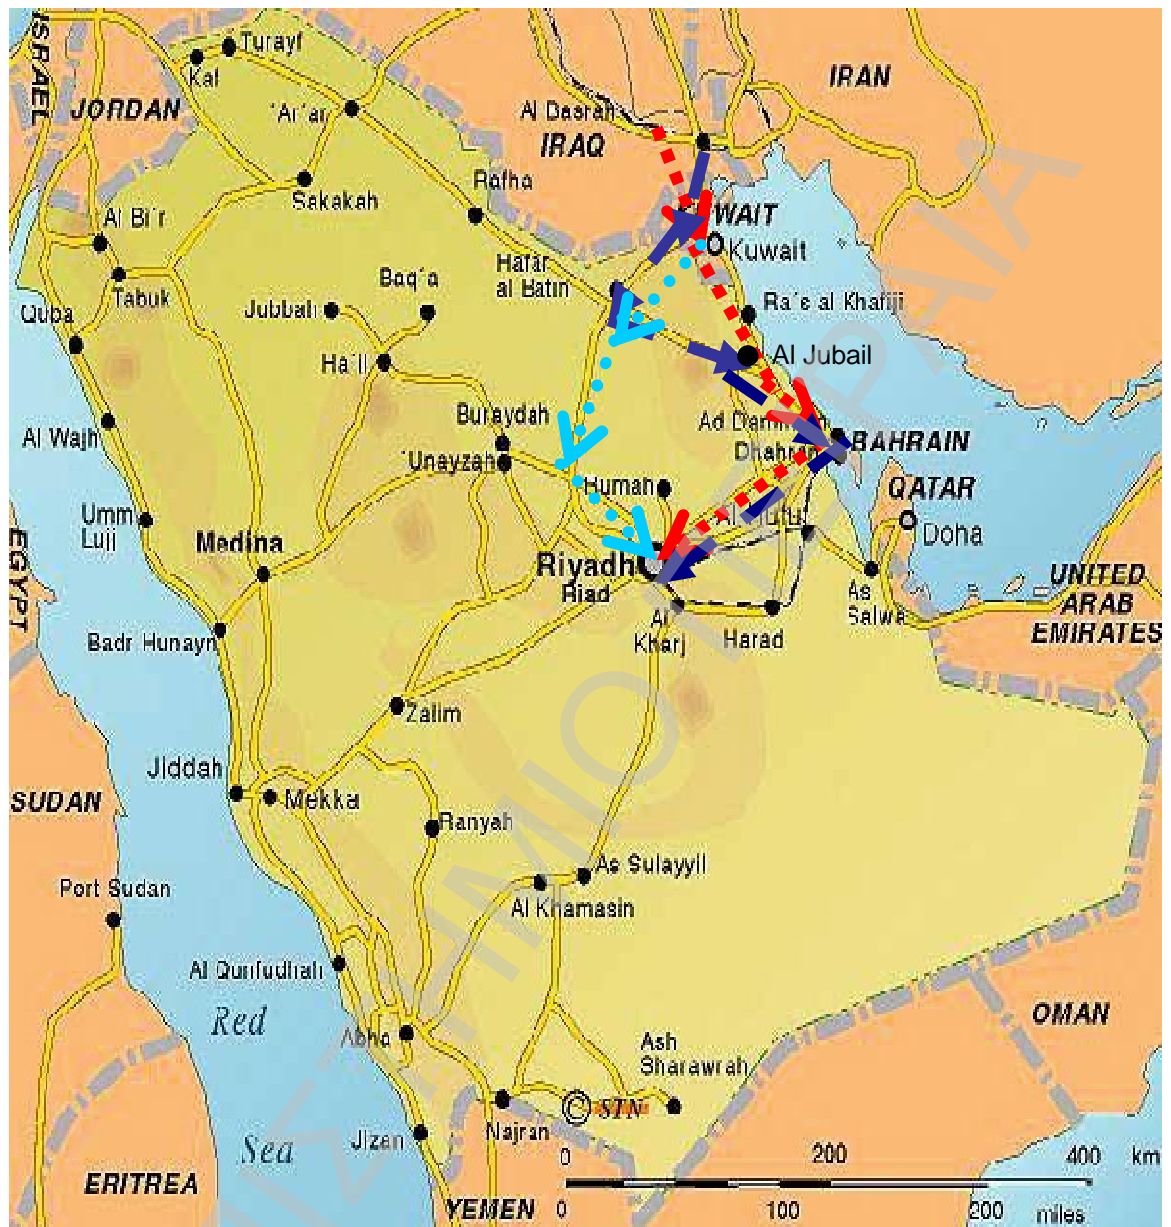 ISRAEL
Turayf
Kaf
JORDAN
'Ar'ar
Al Basrah
IRAQ
IRAN
Sakakah
Rafha
Al Bi'r
WAIT
Kuwait
Hafar
al Batin
Baq'a
Tabuk
Jubbah
Quba
Ra's al Khafiji
Ha'il
Al Jubail
Buraydah
Al Wajh
Ad Dam
Dhahran
BAHRAIN
'Unayzah
Humah
QATAR
Umm
Luji
Doha
Medina
EGYPT
Riyadh
Riad
As
Salwa
UNITED
ARAB
EMIRATES
Al
Kharj
Harad
Badr Hunayn
Zalim
Jiddah
Mekka
SUDAN
Ranyah
As Sulayyil
Port Sudan
Al Khamasin
Al Qunfudhah
Red
Abha
Ash
Sharawrah
OMAN
© STN
Najran
Jizan
Sea
0 200 400 km
ERITREA
YEMEN
0 100 200 miles